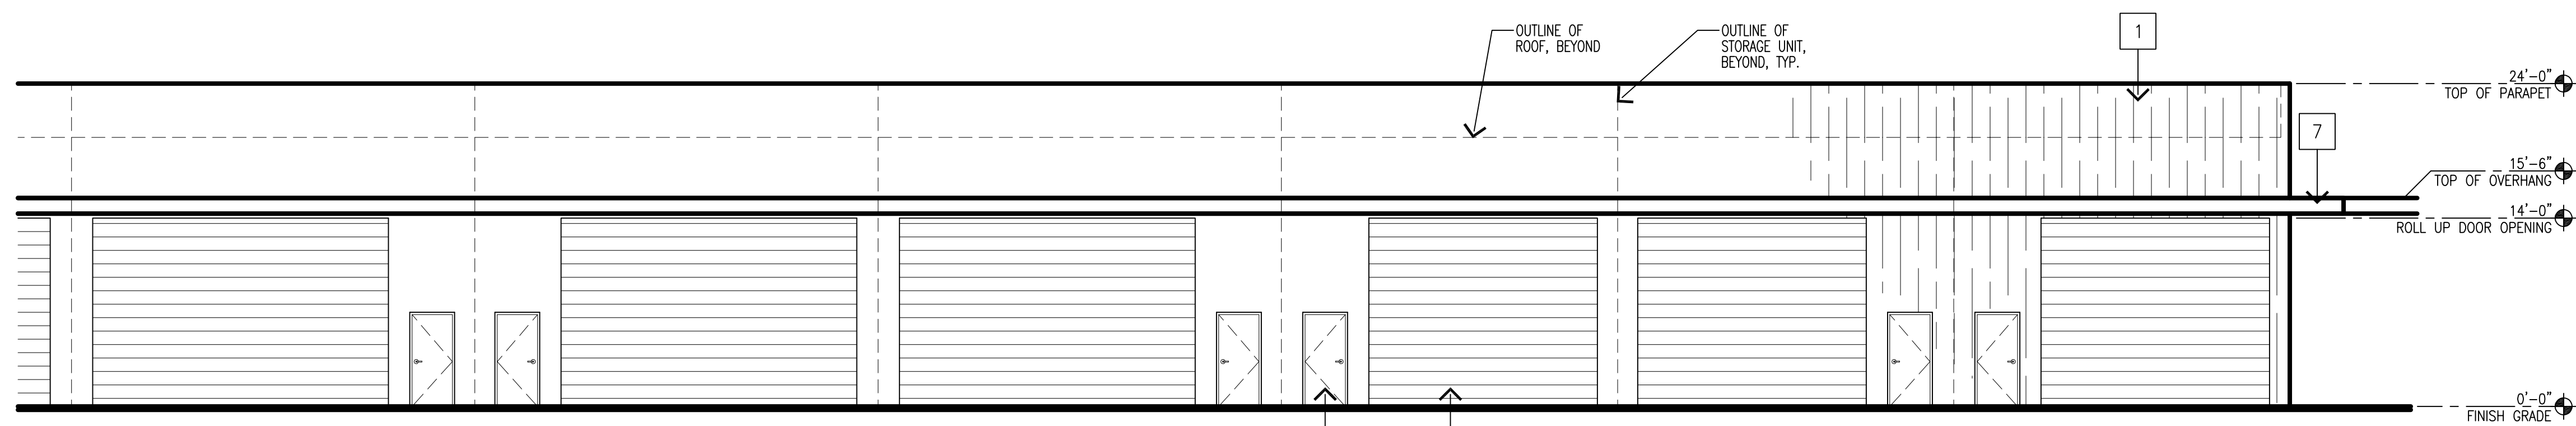 OUTLINE OF
ROOF, BEYOND
OUTLINE OF
STORAGE UNIT,
BEYOND, TYP.
1
7
24'-0"
TOP OF PARAPET
15'-6"
TOP OF OVERHANG
14'-0"
ROLL UP DOOR OPENING
0'-0"
FINISH GRADE